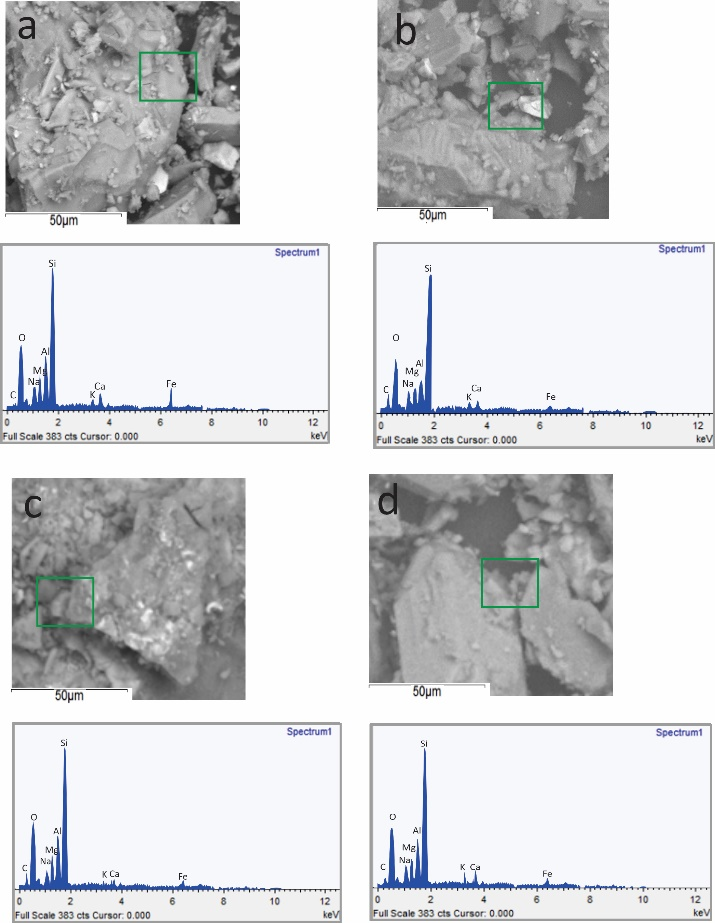 a
b
50µm
50µm
Spectrum1
Si
O
Al
Mg
Na
C
K
Ca
Fe
0 2 4 6 8 10 12
Full Scale 383 cts Cursor: 0.000 keV
Spectrum1
Si
O
Al
Mg
Na
C
K
Ca
Fe
0 2 4 6 8 10 12
Full Scale 383 cts Cursor: 0.000 keV
c
d
50µm
50µm
Spectrum1
Si
O
Al
Mg
Na
C
K Ca
Fe
0 2 4 6 8 10 12
Full Scale 383 cts Cursor: 0.000 keV
Spectrum1
Si
O
Al
Mg
Na
C
K Ca
Fe
0 2 4 6 8 10 12
Full Scale 383 cts Cursor: 0.000 keV